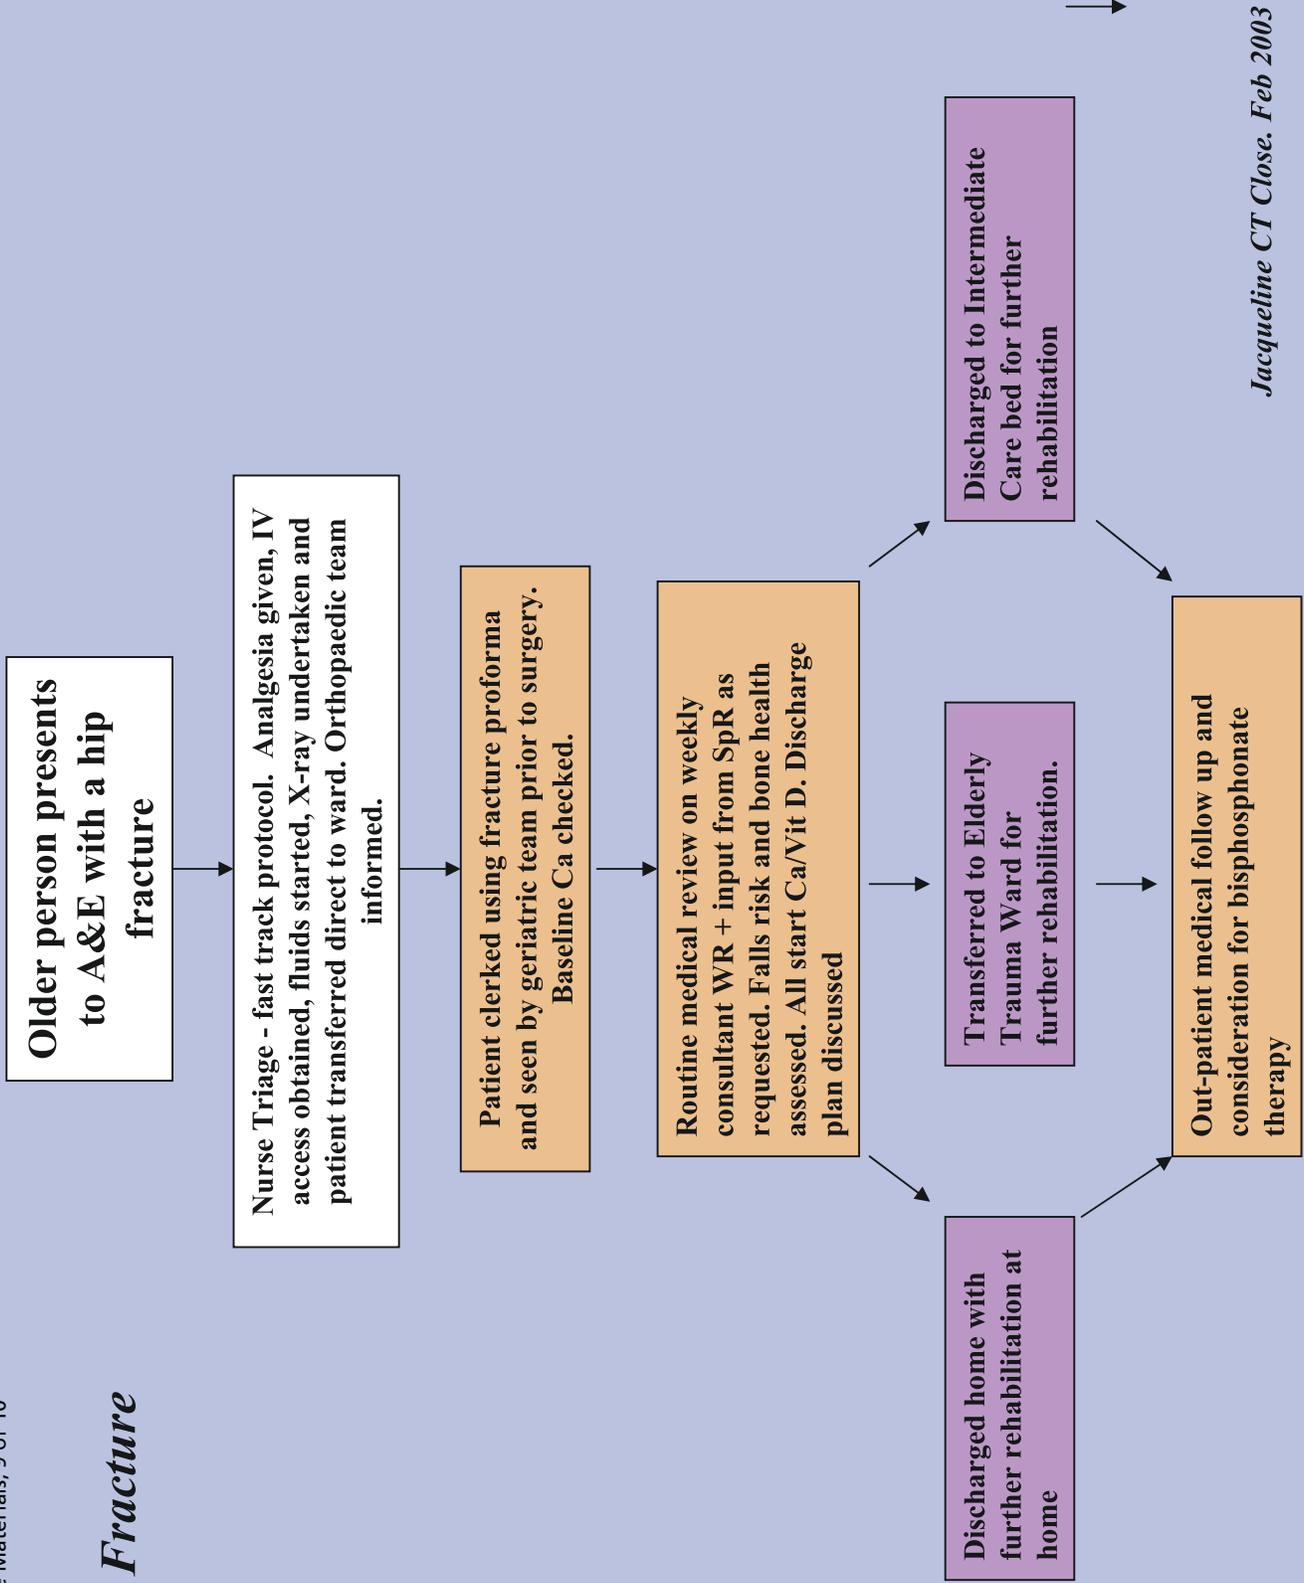 Materials, 9 of 10
Fracture
Older person presents
to A&E with a hip
fracture
Nurse Triage - fast track protocol.  Analgesia given, IV
access obtained, fluids started, X-ray undertaken and
patient transferred direct to ward. Orthopaedic team
informed.
Patient clerked using fracture proforma
and seen by geriatric team prior to surgery.
Baseline Ca checked.
Routine medical review on weekly
consultant WR + input from SpR as
requested. Falls risk and bone health
assessed. All start Ca/Vit D. Discharge
plan discussed
Discharged home with
further rehabilitation at
home
Transferred to Elderly
Trauma Ward for
further rehabilitation.
Discharged to Intermediate
Care bed for further
rehabilitation
Out-patient medical follow up and
consideration for bisphosphonate
therapy
Jacqueline CT Close. Feb 2003